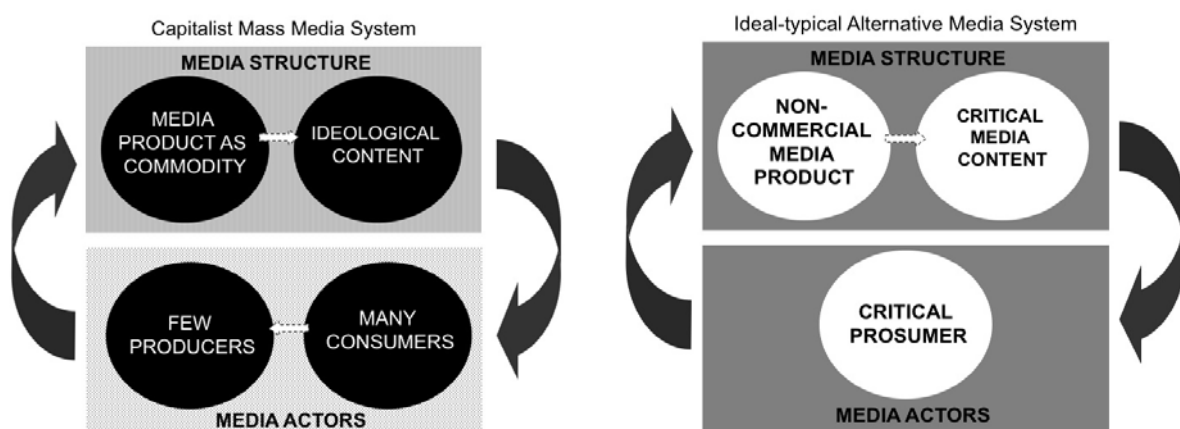 Capitalist Mass Media System
MEDIA STRUCTURE
MEDIA
PRODUCT AS
COMMODITY
IDEOLOGICAL
CONTENT
FEW
PRODUCERS
MANY
CONSUMERS
MEDIA ACTORS
Ideal-typical Alternative Media System
MEDIA STRUCTURE
NON-
COMMERCIAL
MEDIA
PRODUCT
CRITICAL
MEDIA
CONTENT
CRITICAL
PROSUMER
MEDIA ACTORS